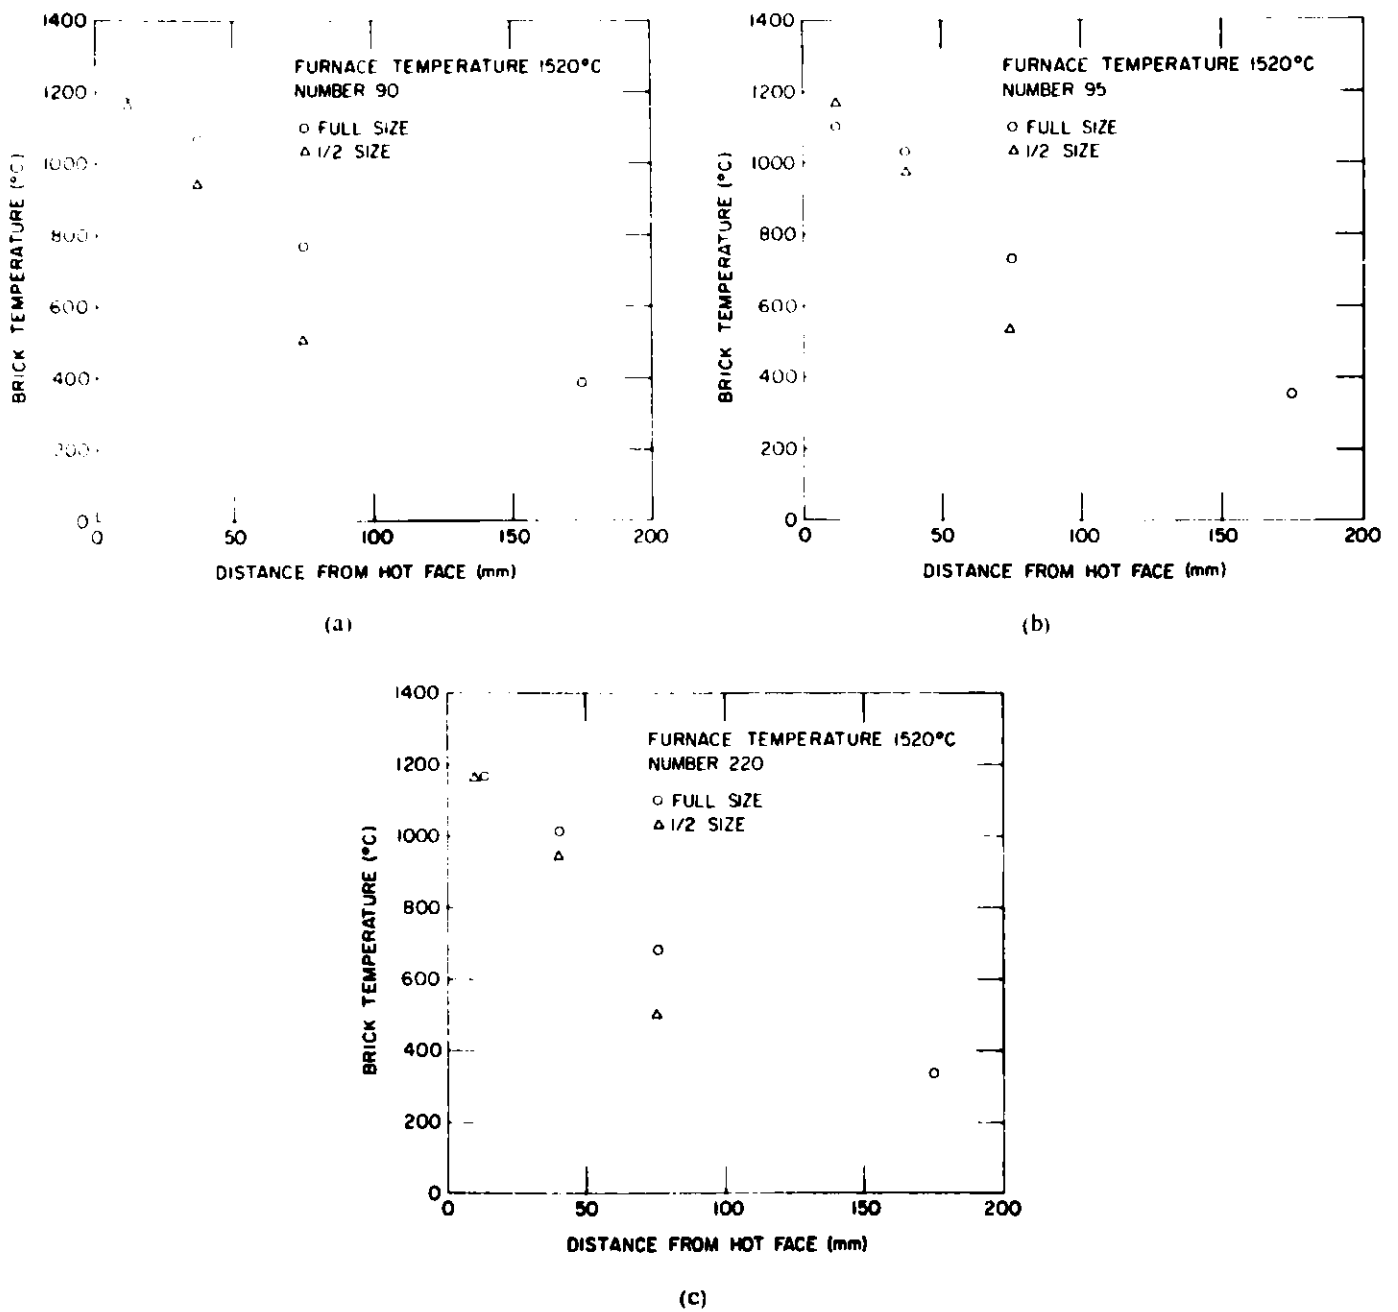 1400
1200
1000
800
600
400
200
0
0 50 100 150 200
BRICK TEMPERATURE (°C)
FURNACE TEMPERATURE 1520°C
NUMBER 90
○ FULL SIZE
△ 1/2 SIZE
DISTANCE FROM HOT FACE (mm)
(a)
1400
1200
1000
800
600
400
200
0
0 50 100 150 200
BRICK TEMPERATURE (°C)
FURNACE TEMPERATURE 1520°C
NUMBER 95
○ FULL SIZE
△ 1/2 SIZE
DISTANCE FROM HOT FACE (mm)
(b)
1400
1200
1000
800
600
400
200
0
0 50 100 150 200
BRICK TEMPERATURE (°C)
FURNACE TEMPERATURE 1520°C
NUMBER 220
○ FULL SIZE
△ 1/2 SIZE
DISTANCE FROM HOT FACE (mm)
(c)